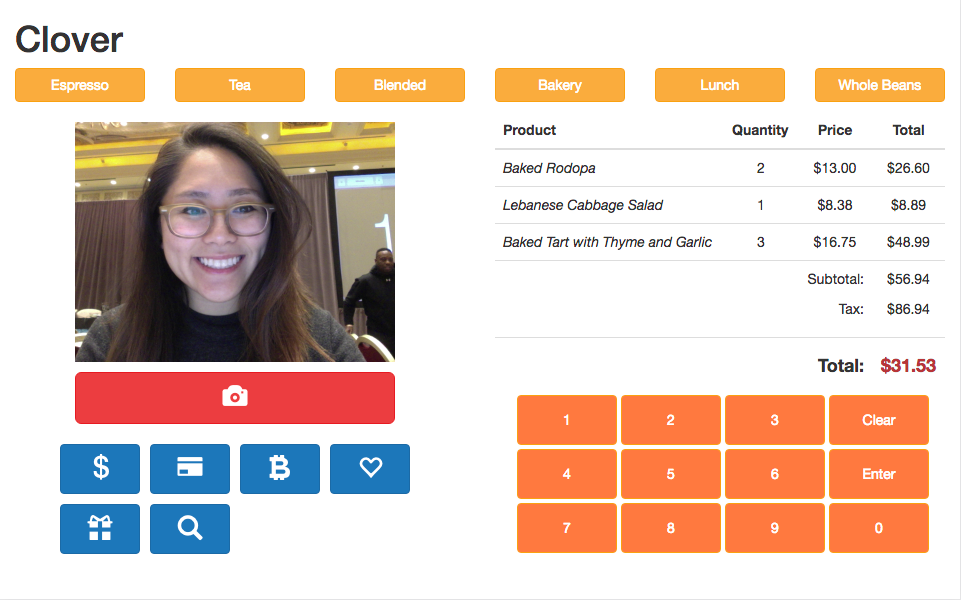 Clover
Espresso Tea Blended Bakery Lunch Whole Beans
Product Quantity Price Total
Baked Rodopa 2 $13.00 $26.60
Lebanese Cabbage Salad 1 $8.38 $8.89
Baked Tart with Thyme and Garlic 3 $16.75 $48.99
Subtotal: $56.94
Tax: $86.94
Total: $31.53
1 2 3 Clear
4 5 6 Enter
7 8 9 0
1